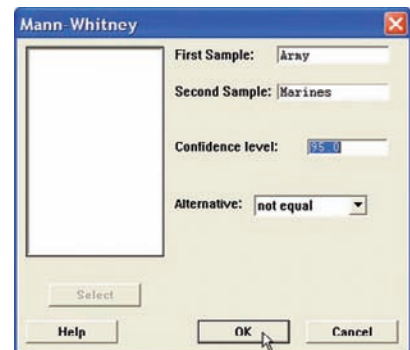 Mann-Whitney
First Sample: Army
Second Sample: Marines
Confidence level: 95.0
Alternative: not equal
Select
Help OK Cancel